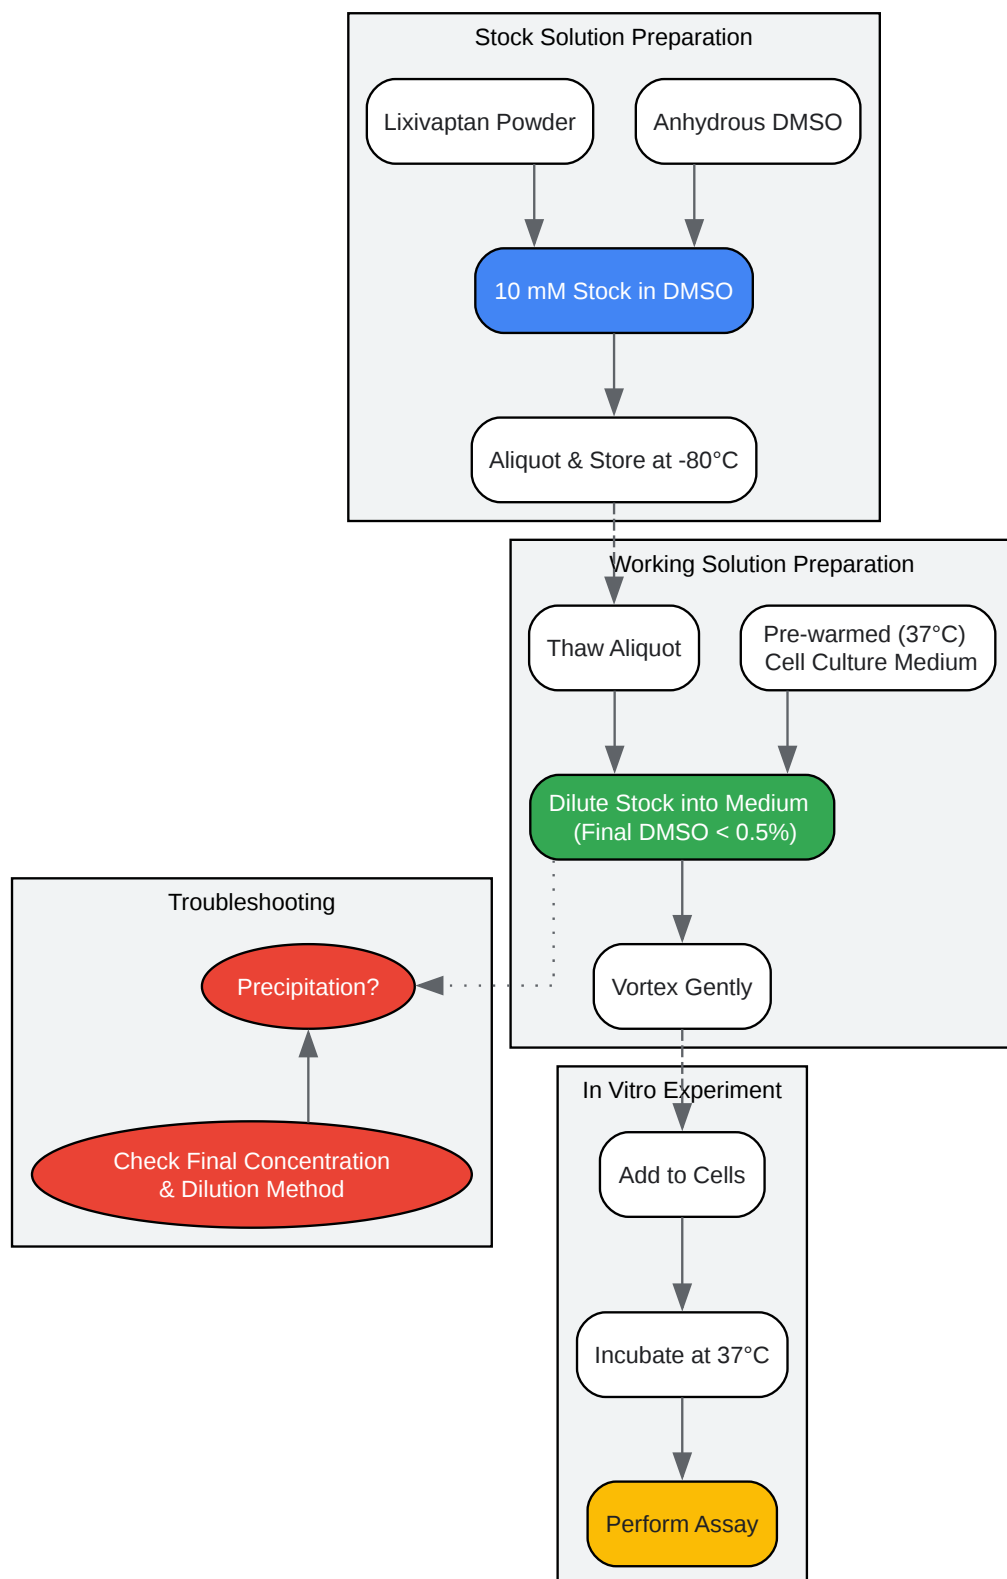 Stock Solution Preparation
Lixivaptan Powder
Anhydrous DMSO
10 mM Stock in DMSO
Aliquot & Store at -80°C
Working Solution Preparation
Thaw Aliquot
Pre-warmed (37°C)
Cell Culture Medium
Dilute Stock into Medium
(Final DMSO < 0.5%)
Vortex Gently
Troubleshooting
Precipitation?
Check Final Concentration
& Dilution Method
In Vitro Experiment
Add to Cells
Incubate at 37°C
Perform Assay